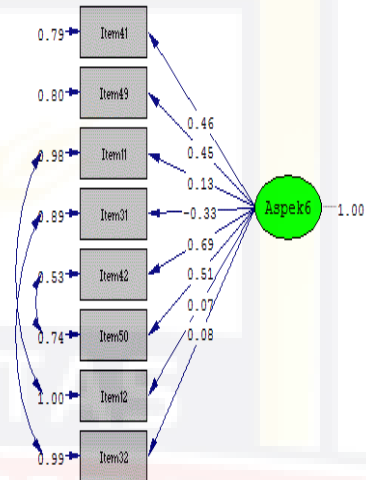 0.79 Item41
0.80 Item49
0.98 Item11
0.89 Item31
0.53 Item42
0.74 Item50
1.00 Item12
0.99 Item32
0.46
0.45
0.13
-0.33
0.69
0.51
0.07
0.08
Aspek6 1.00
TAS